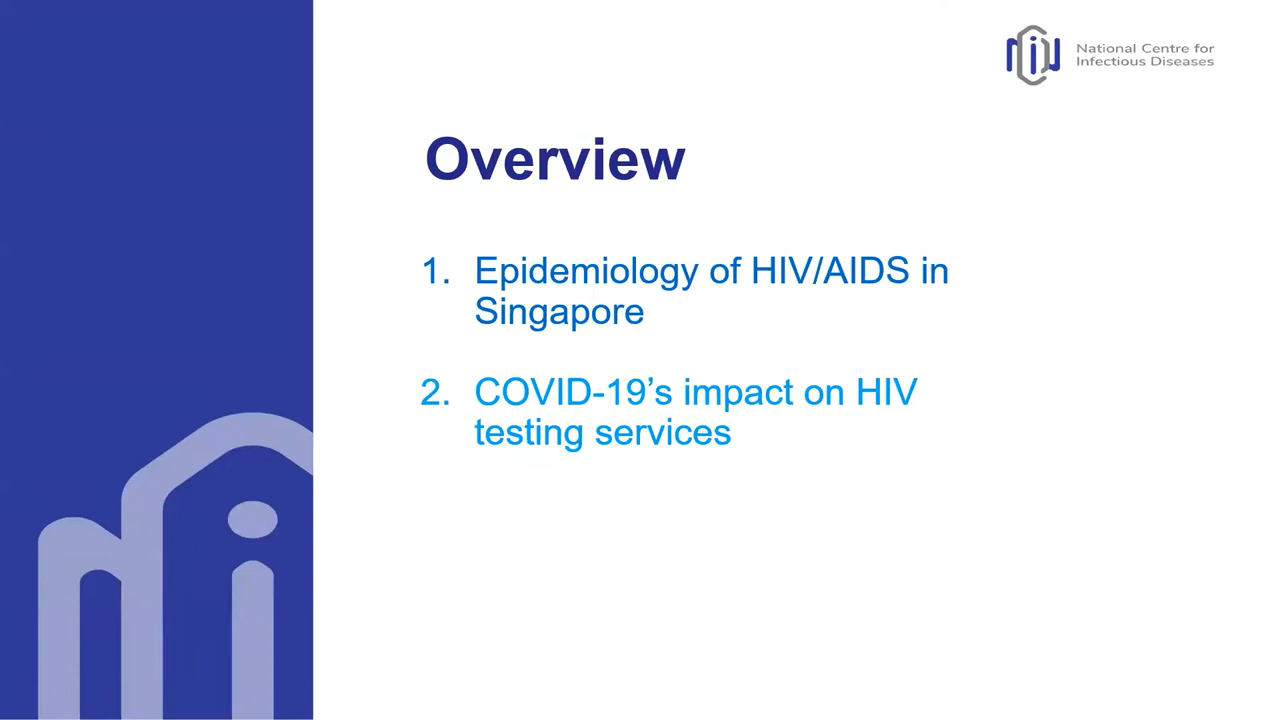 National Centre for
Infectious Diseases
Overview
1. Epidemiology of HIV/AIDS in
Singapore
2. COVID-19’s impact on HIV
testing services